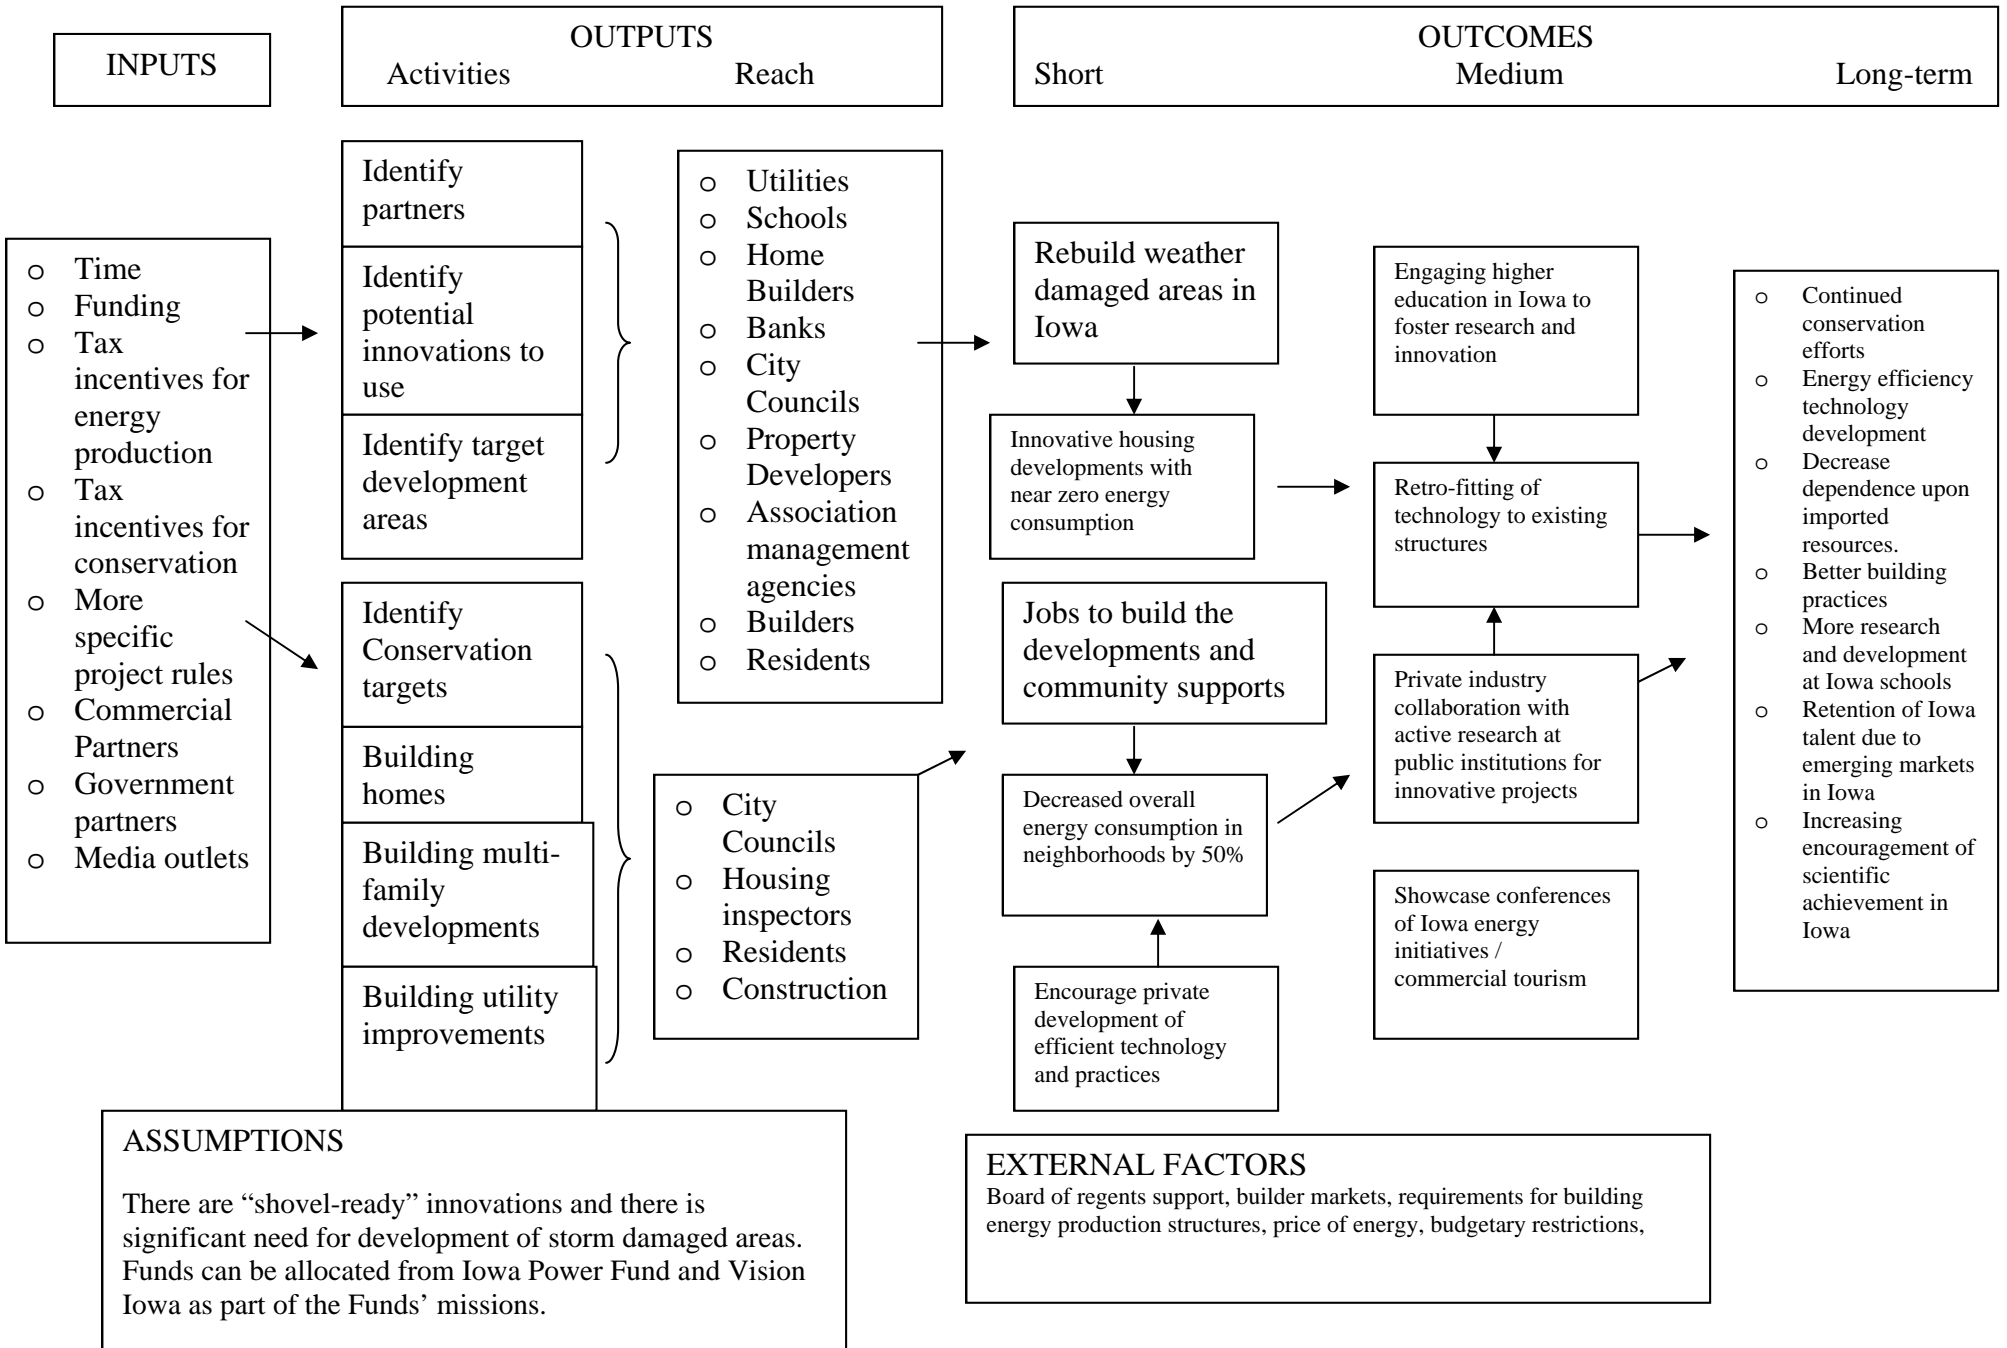 INPUTS
OUTPUTS
Activities Reach
OUTCOMES
Short Medium Long-term
o Time
o Funding
o Tax
incentives for
energy
production
o Tax
incentives for
conservation
o More
specific
project rules
o Commercial
Partners
o Government
partners
o Media outlets
Identify
partners
Identify
potential
innovations to
use
Identify target
development
areas
Identify
Conservation
targets
Building
homes
Building multi-
family
developments
Building utility
improvements
o Utilities
o Schools
o Home
Builders
o Banks
o City
Councils
o Property
Developers
o Association
management
agencies
o Builders
o Residents
o City
Councils
o Housing
inspectors
o Residents
o Construction
Rebuild weather
damaged areas in
Iowa
Innovative housing
developments with
near zero energy
consumption
Jobs to build the
developments and
community supports
Decreased overall
energy consumption in
neighborhoods by 50%
Encourage private
development of
efficient technology
and practices
Engaging higher
education in Iowa to
foster research and
innovation
Retro-fitting of
technology to existing
structures
Private industry
collaboration with
active research at
public institutions for
innovative projects
Showcase conferences
of Iowa energy
initiatives /
commercial tourism
o Continued
conservation
efforts
o Energy efficiency
technology
development
o Decrease
dependence upon
imported
resources.
o Better building
practices
o More research
and development
at Iowa schools
o Retention of Iowa
talent due to
emerging markets
in Iowa
o Increasing
encouragement of
scientific
achievement in
Iowa
ASSUMPTIONS
There are “shovel-ready” innovations and there is
significant need for development of storm damaged areas.
Funds can be allocated from Iowa Power Fund and Vision
Iowa as part of the Funds’ missions.
EXTERNAL FACTORS
Board of regents support, builder markets, requirements for building
energy production structures, price of energy, budgetary restrictions,